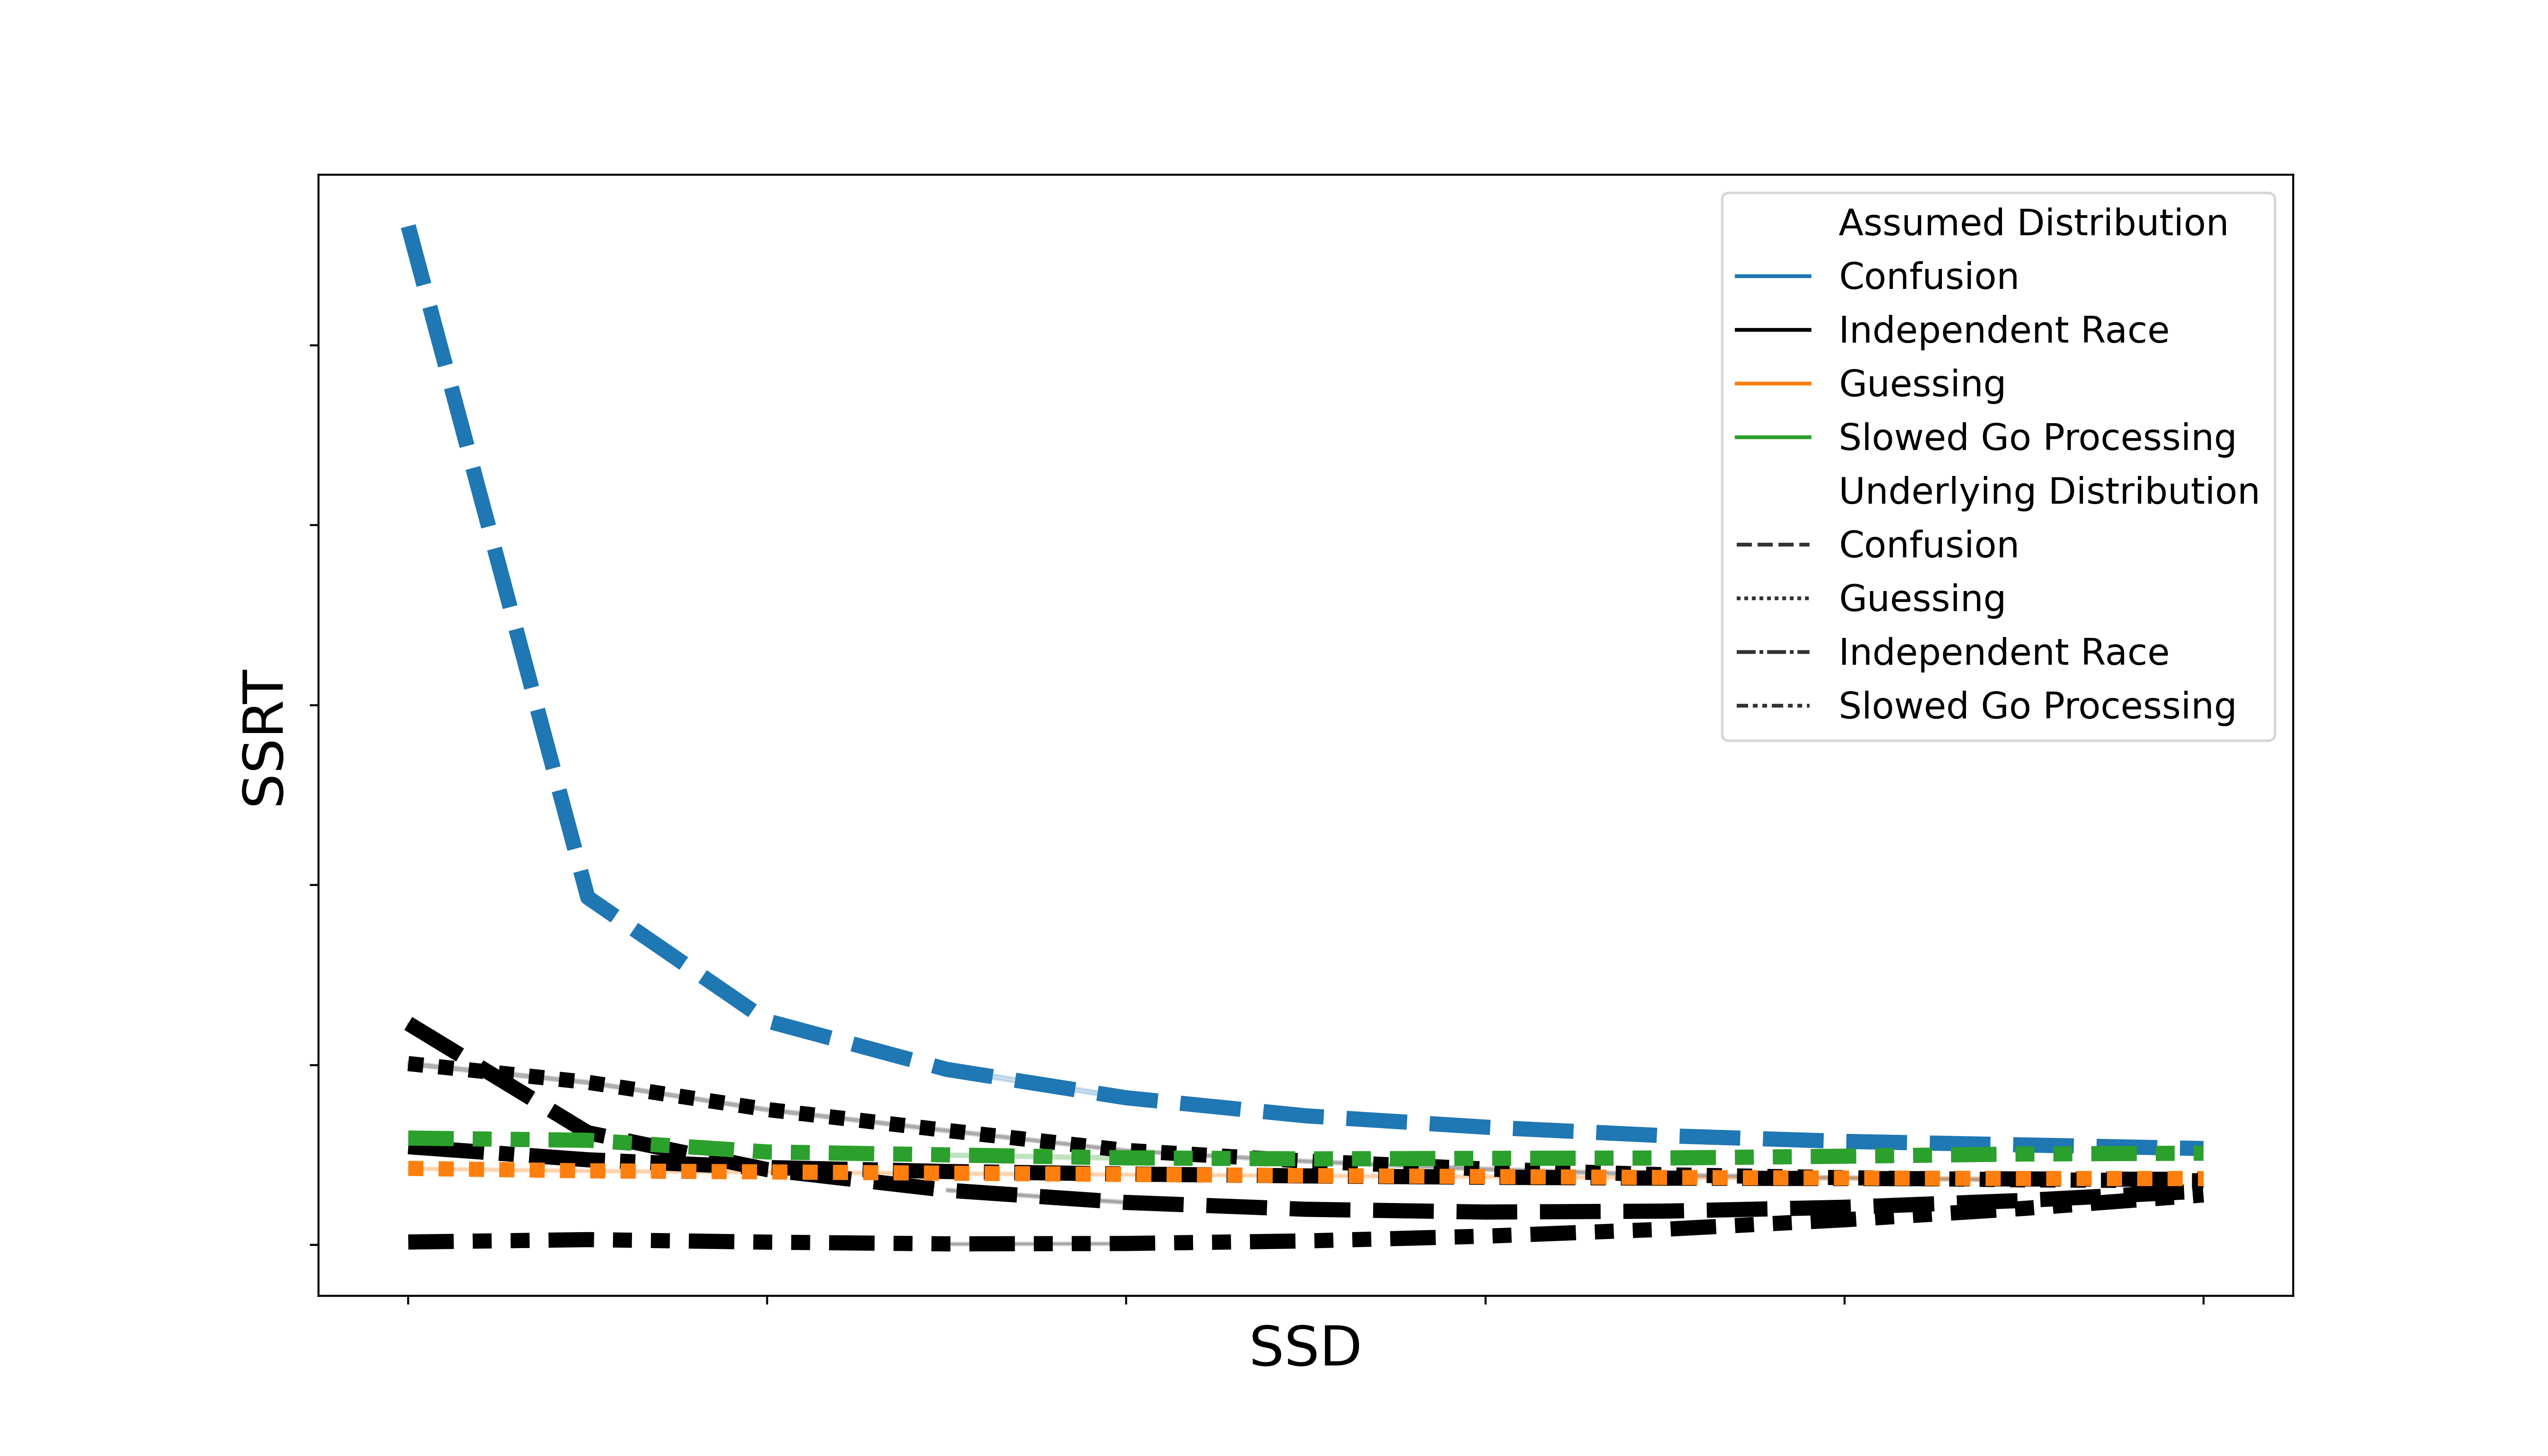 Assumed Distribution
Confusion
Independent Race
Guessing
Slowed Go Processing
Underlying Distribution
Confusion
Guessing
Independent Race
Slowed Go Processing
SSRT
SSD